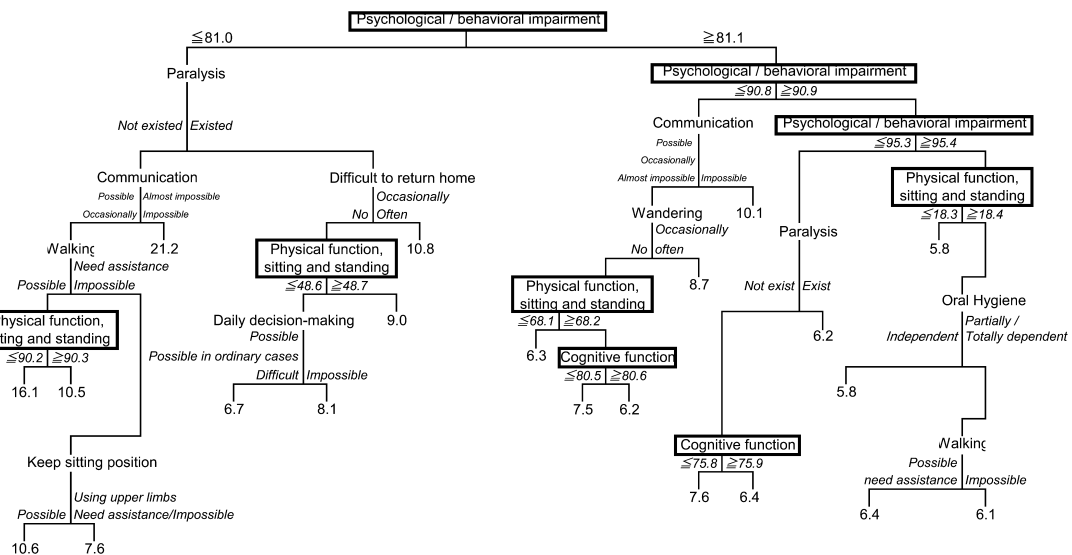 Psychological / behavioral impairment
≦81.0 ≧81.1
Paralysis
Psychological / behavioral impairment
≦90.8 ≧90.9
Not existed Existed
Communication
Psychological / behavioral impairment
Possible
Occasionally
Almost impossible Impossible
≦95.3 ≧95.4
Communication
Difficult to return home
Physical function,
sitting and standing
Possible Almost impossible
Occasionally Impossible
Occasionally
No Often
Wandering
10.1
≦18.3 ≧18.4
Walking
21.2
Physical function,
sitting and standing
10.8
Occasionally
No often
Paralysis
5.8
Need assistance
Possible Impossible
≦48.6 ≧48.7
Physical function,
sitting and standing
8.7
Not exist Exist
Oral Hygiene
Physical function,
sitting and standing
Daily decision-making
9.0
≦68.1 ≧68.2
6.2
Partially /
Independent Totally dependent
Possible
Possible in ordinary cases
Difficult Impossible
≦90.2 ≧90.3
6.3
Cognitive function
16.1 10.5
≦80.5 ≧80.6
5.8
6.7 8.1
7.5 6.2
Cognitive function
Walking
Keep sitting position
≦75.8 ≧75.9
Possible
need assistance Impossible
Using upper limbs
Possible Need assistance/Impossible
7.6 6.4
6.4 6.1
10.6 7.6